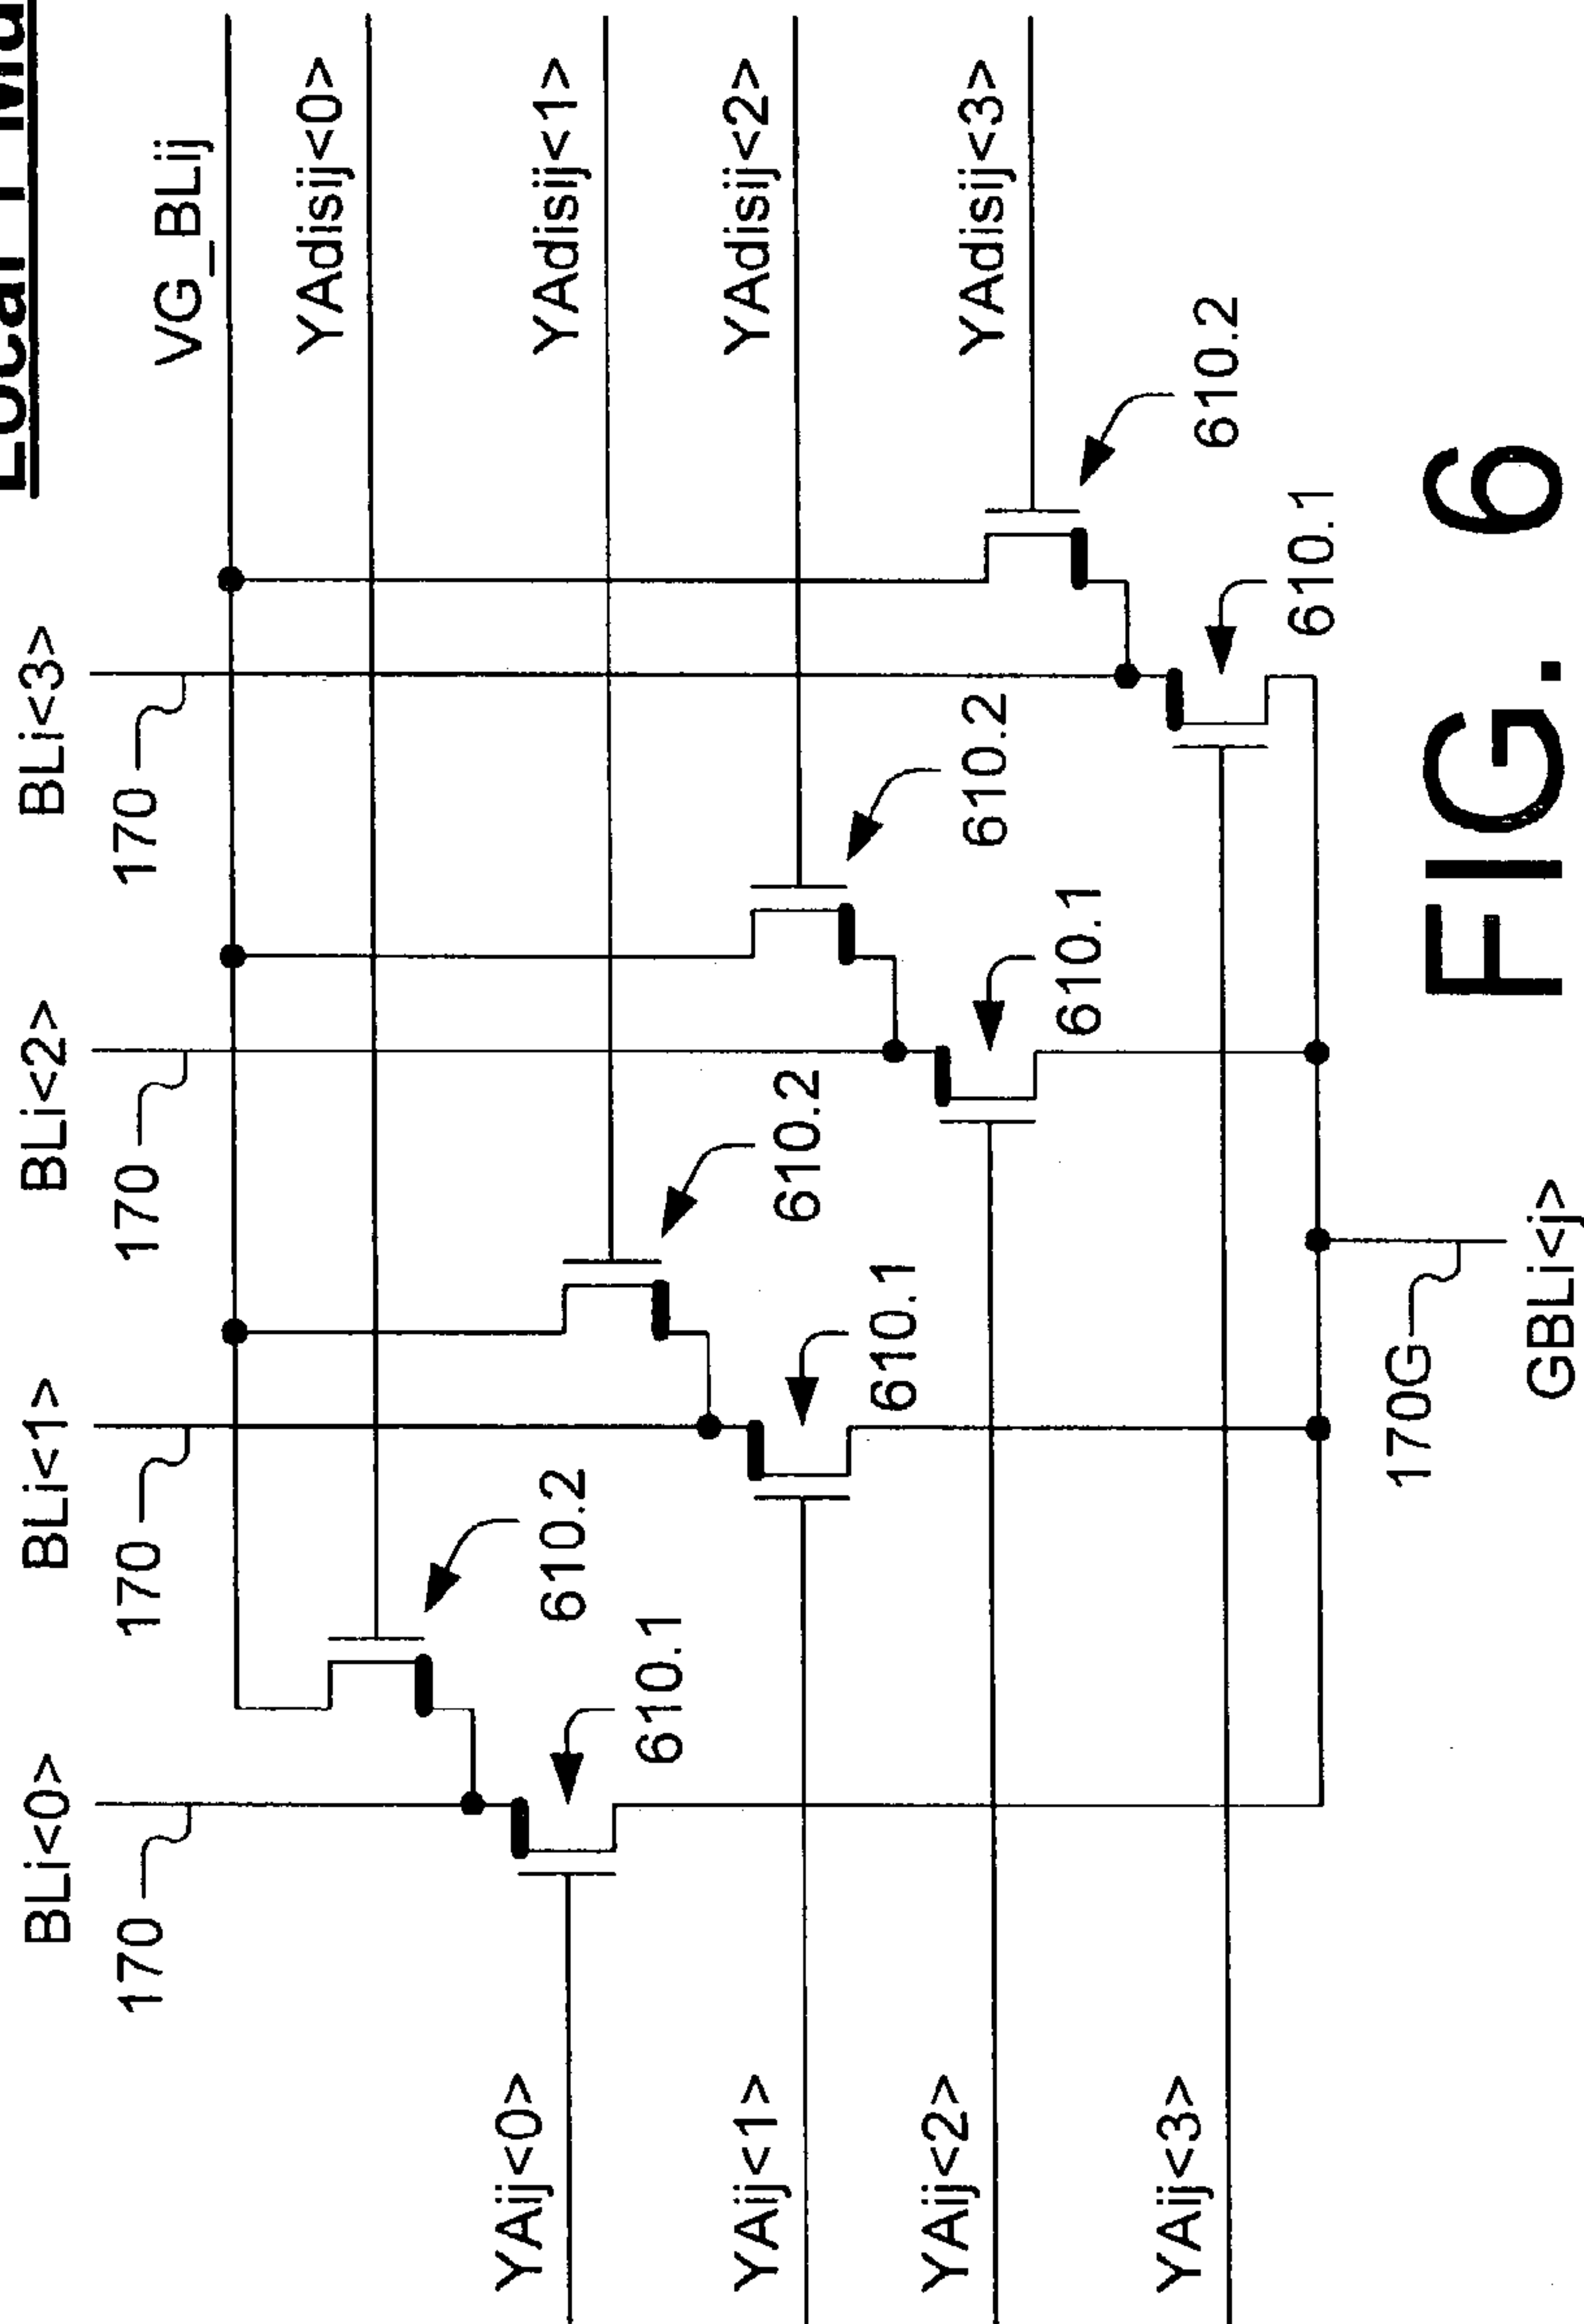 Local
BLi<0>
BLi<1>
BLi<2>
BLi<3>
170
170
170
170
VG_BLij
YAdisij<0>
YAij<0>
610.2
YAdisij<1>
610.1
YAij<1>
610.2
YAdisij<2>
610.1
YAij<2>
610.2
YAdisij<3>
610.1
YAij<3>
610.2
610.1
170G
GBLi<j>
FIG. 6